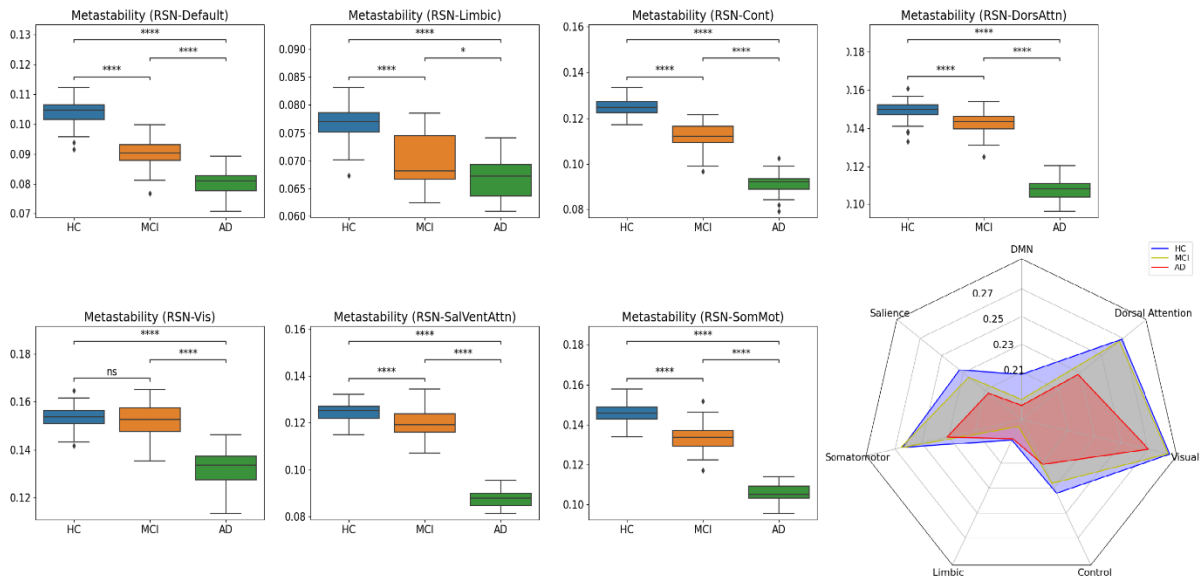 Metastability (RSN-Default)
0.13
0.12
0.11
0.10
0.09
0.08
0.07
****
****
****
HC
MCI
AD
Metastability (RSN-Limbic)
0.090
0.085
0.080
0.075
0.070
0.065
0.060
****
*
****
HC
MCI
AD
Metastability (RSN-Cont)
0.16
0.14
0.12
0.10
0.08
****
****
****
HC
MCI
AD
Metastability (RSN-DorsAttn)
0.18
0.16
0.14
0.12
0.10
****
****
****
HC
MCI
AD
Metastability (RSN-Vis)
0.18
0.16
0.14
0.12
****
****
ns
HC
MCI
AD
Metastability (RSN-SalVentAttn)
0.16
0.14
0.12
0.10
0.08
****
****
****
HC
MCI
AD
Metastability (RSN-SomMot)
0.18
0.16
0.14
0.12
0.10
****
****
****
HC
MCI
AD
DMN
HC
MCI
AD
0.27
0.25
0.23
0.21
Salience
Dorsal Attention
Somatomotor
Visual
Limbic
Control